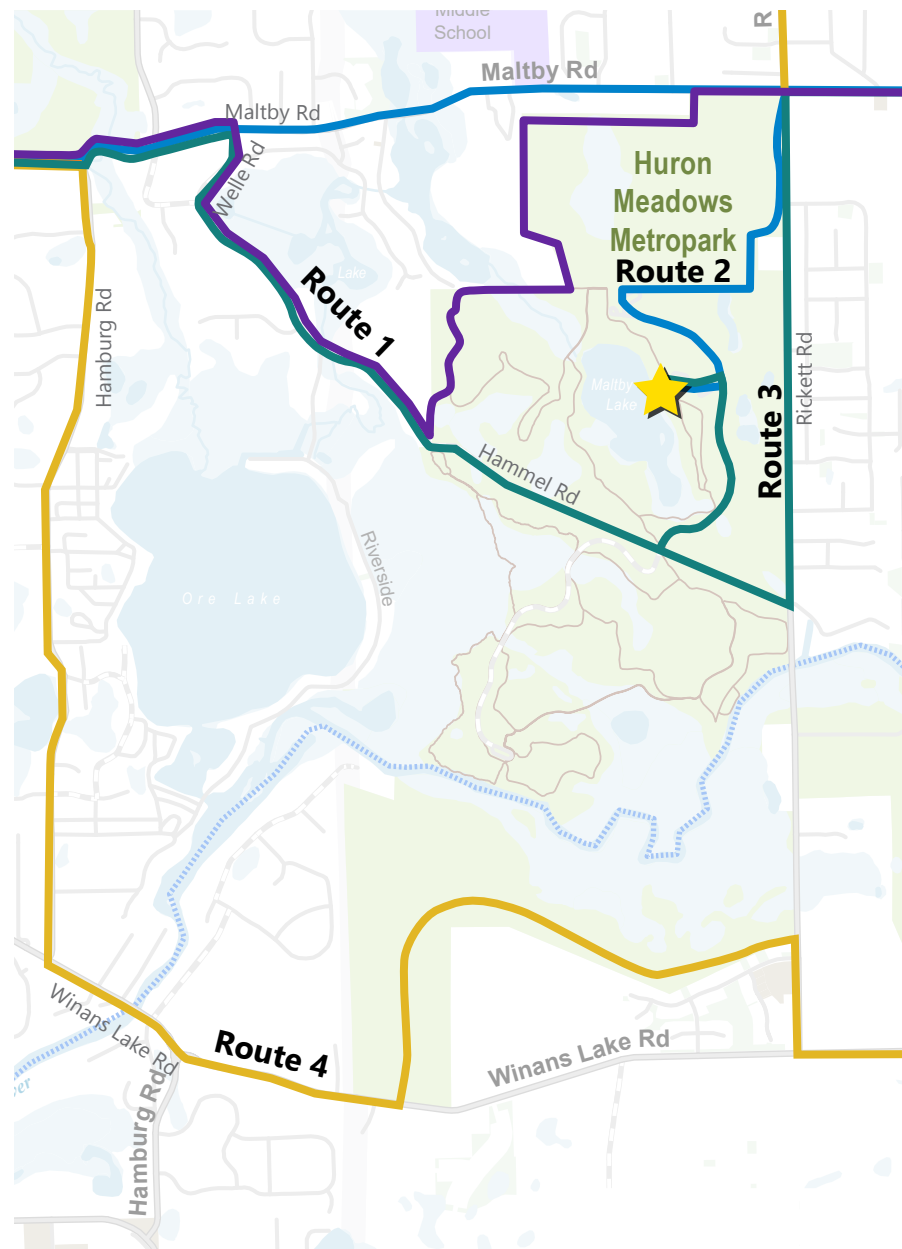 School
R
Maltby Rd
Maltby Rd
Welle Rd
Huron
Meadows
Metropark
Route 2
Lake
Route 1
Hamburg Rd
Rickett Rd
Maltby
Lake
Route 3
Hammel Rd
Riverside
Ore Lake
Winans Lake Rd
Route 4
Winans Lake Rd
Hamburg Rd